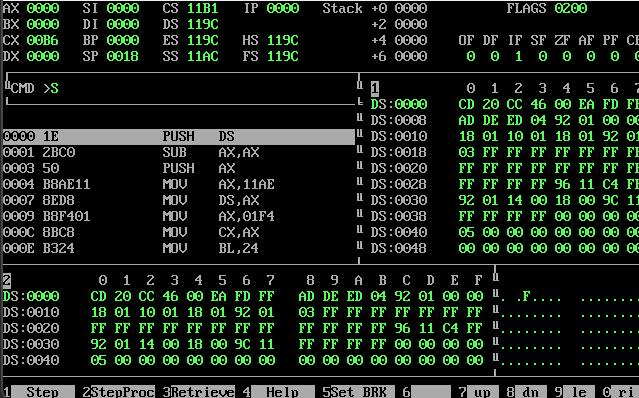 AX 0000 SI 0000 CS 11B1 IP 0000 Stack +0 0000 FLAGS 0200
BX 0000 DI 0000 DS 119C +2 0000
CX 00B6 BP 0000 ES 119C HS 119C +4 0000 OF DF IF SF ZF AF PF C
DX 0000 SP 0018 SS 11AC FS 119C +6 0000 0 0 1 0 0 0 0
CMD >S
1 0 1 2 3 4 5 6 7
DS:0000 CD 20 CC 46 00 EA FD FF
DS:0008 AD DE ED 04 92 01 00 00
DS:0010 18 01 10 01 18 01 92 01
DS:0018 03 FF FF FF FF FF FF FF
DS:0020 FF FF FF FF FF FF FF FF
DS:0028 FF FF FF FF 96 11 C4 FF
DS:0030 92 01 14 00 18 00 9C 11
DS:0038 FF FF FF FF 00 00 00 00
DS:0040 05 00 00 00 00 00 00 00
DS:0048 00 00 00 00 00 00 00 00
0000 1E PUSH DS
0001 2BC0 SUB AX,AX
0003 50 PUSH AX
0004 B8AE11 MOV AX,11AE
0007 8ED8 MOV DS,AX
0009 B8F401 MOV AX,01F4
000C 8BC8 MOV CX,AX
000E B324 MOV BL,24
2 0 1 2 3 4 5 6 7 8 9 A B C D E F
DS:0000 CD 20 CC 46 00 EA FD FF AD DE ED 04 92 01 00 00 . .F.... ......
DS:0010 18 01 10 01 18 01 92 01 03 FF FF FF FF FF FF FF ........ ......
DS:0020 FF FF FF FF FF FF FF FF FF FF FF FF 96 11 C4 FF ........ ......
DS:0030 92 01 14 00 18 00 9C 11 FF FF FF FF 00 00 00 00 ........ ......
DS:0040 05 00 00 00 00 00 00 00 00 00 00 00 00 00 00 00 ........ ......
1 Step 2StepProc 3Retrieve 4 Help 5Set BRK 6 7 up 8 dn 9 le 0 ri